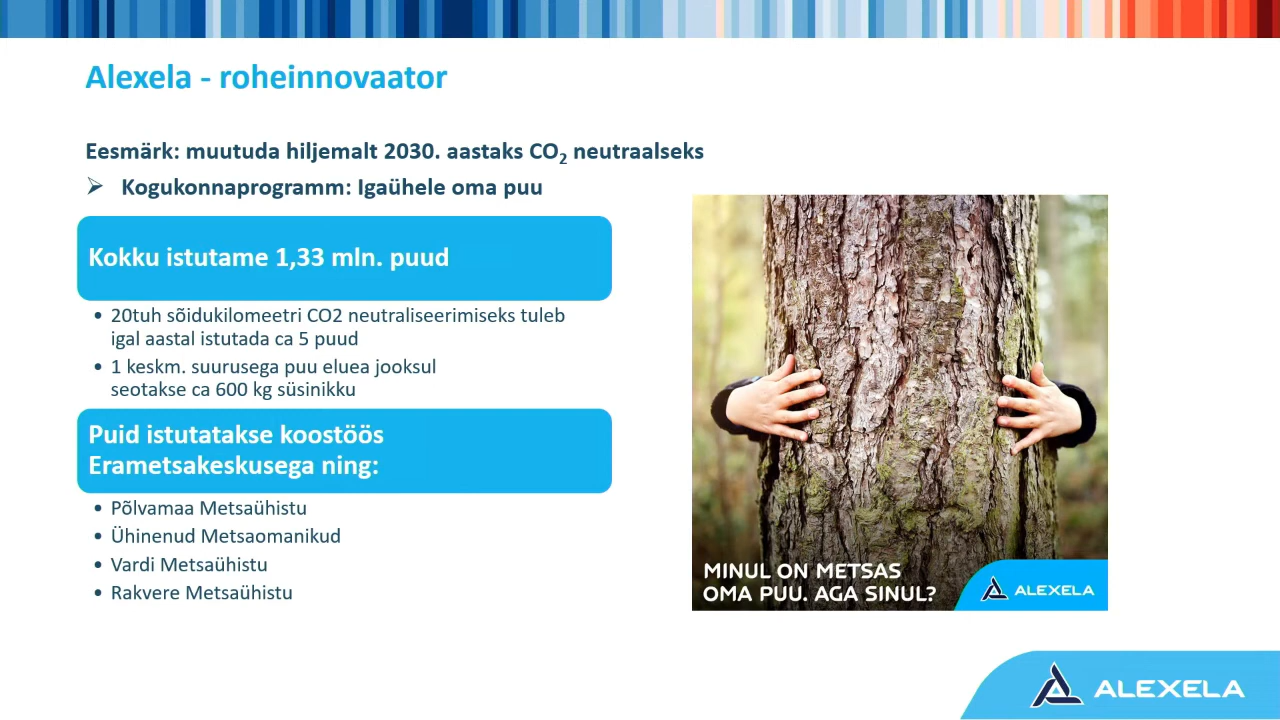 Alexela - roheinnovaator
Eesmärk: muutuda hiljemalt 2030. aastaks CO₂ neutraalseks
➢ Kogukonnaprogramm: Igaühele oma puu
Kokku istutame 1,33 mln. puud
• 20tuh sõidukilomeetri CO2 neutraliseerimiseks tuleb
igal aastal istutada ca 5 puud
• 1 keskm. suurusega puu eluea jooksul
seotakse ca 600 kg süsinikku
Puid istutatakse koostöös
Erametsakeskusega ning:
• Põlvamaa Metsaühistu
• Ühinenud Metsaomanikud
• Vardi Metsaühistu
• Rakvere Metsaühistu
MINUL ON METSAS
OMA PUU. AGA SINUL?
ALEXELA
ALEXELA